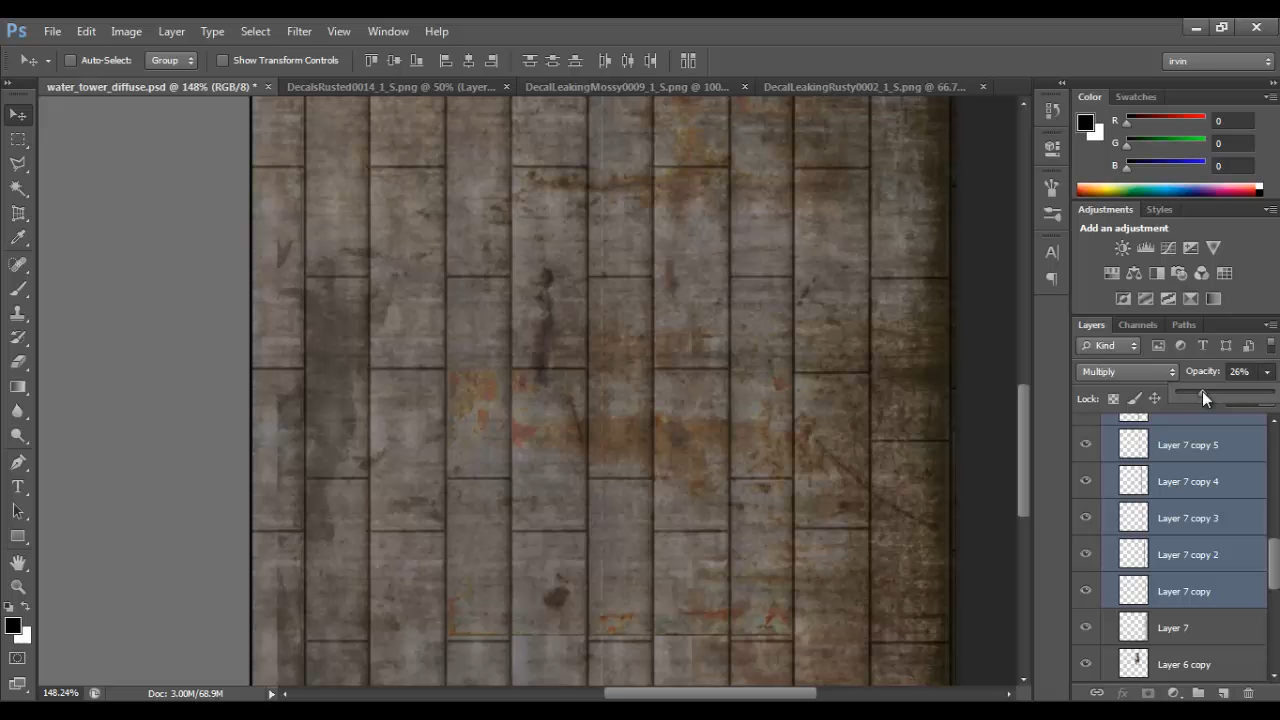 Ps File Edit Image Layer Type Select Filter View Window Help
Auto-Select: Group Show Transform Controls irvin
water_tower_diffuse.psd @ 148% (RGB/8) * × DecalsRusted0014_1_S.png @ 50% (Layer... × DecalLeakingMossy0009_1_S.png @ 100... × DecalLeakingRusty0002_1_S.png @ 66.7... ×
Color Swatches
R 0
G 0
B 0
Adjustments Styles
Add an adjustment
Layers Channels Paths
Kind
Multiply Opacity: 26%
Lock:
Layer 7 copy 5
Layer 7 copy 4
Layer 7 copy 3
Layer 7 copy 2
Layer 7 copy
Layer 7
Layer 6 copy
148.24% Doc: 3.00M/68.9M